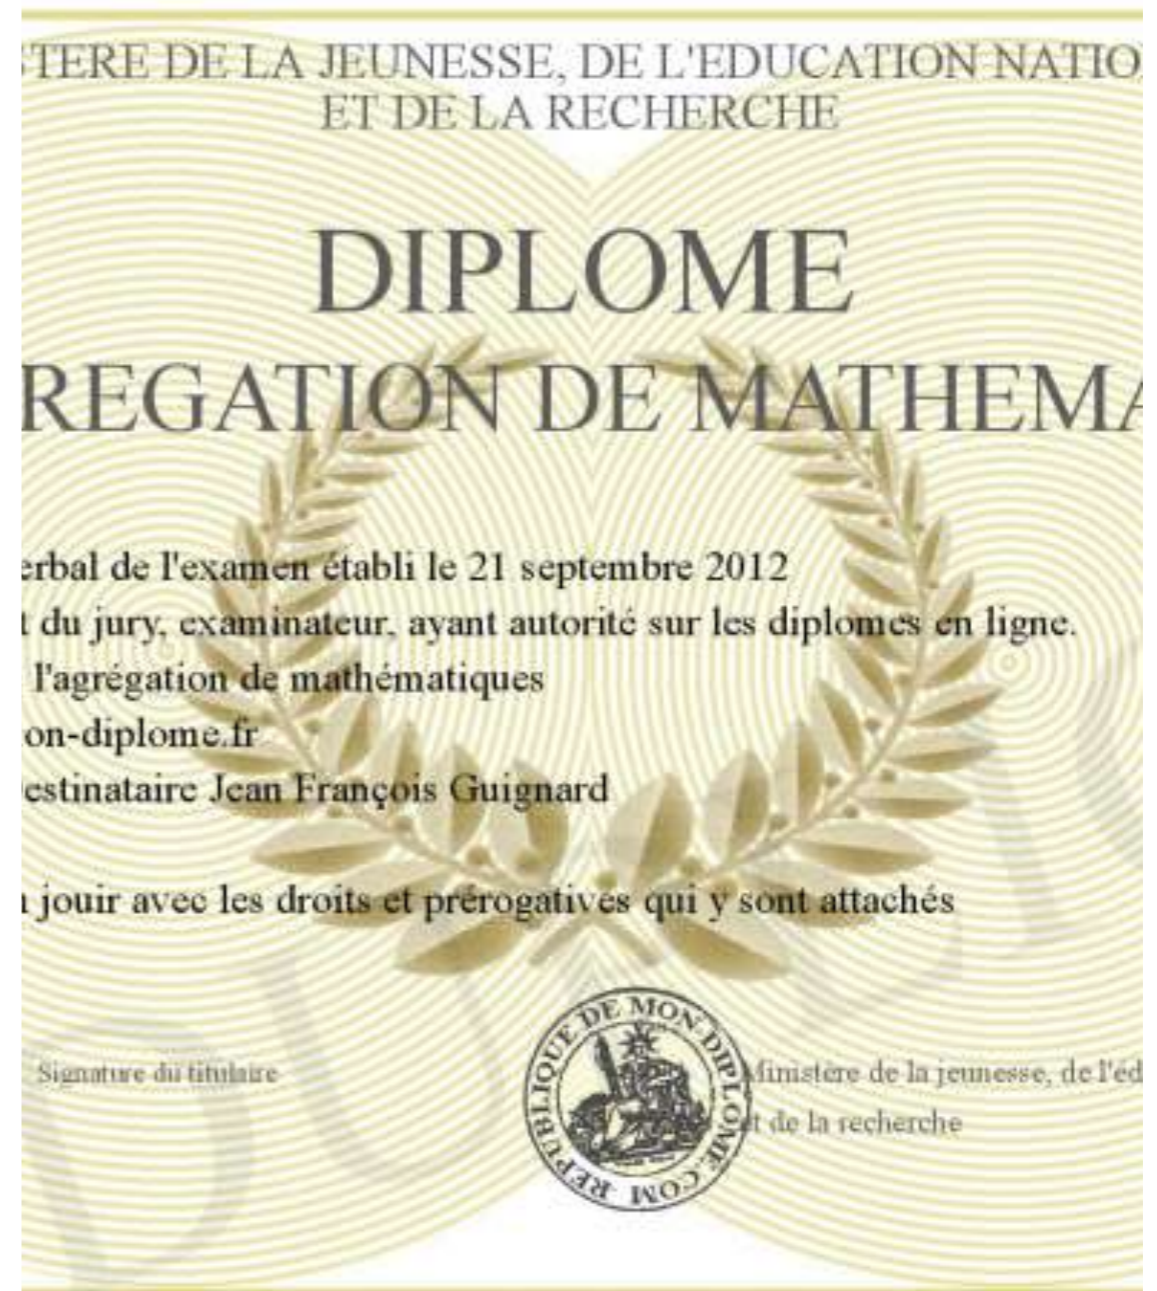 TERE DE LA JEUNESSE, DE L'EDUCATION NATIO
ET DE LA RECHERCHE
DIPLOME
REGATION DE MATHEMA
erbal de l'examen établi le 21 septembre 2012
t du jury, examinateur, ayant autorité sur les diplomes en ligne.
l'agrégation de mathématiques
on-diplome.fr
estinataire Jean François Guignard
jouir avec les droits et prérogatives qui y sont attachés
REPUBLIQUE DE MON-DIPLOME.COM
Signature du titulaire
Ministère de la jeunesse, de l'éd
et de la recherche